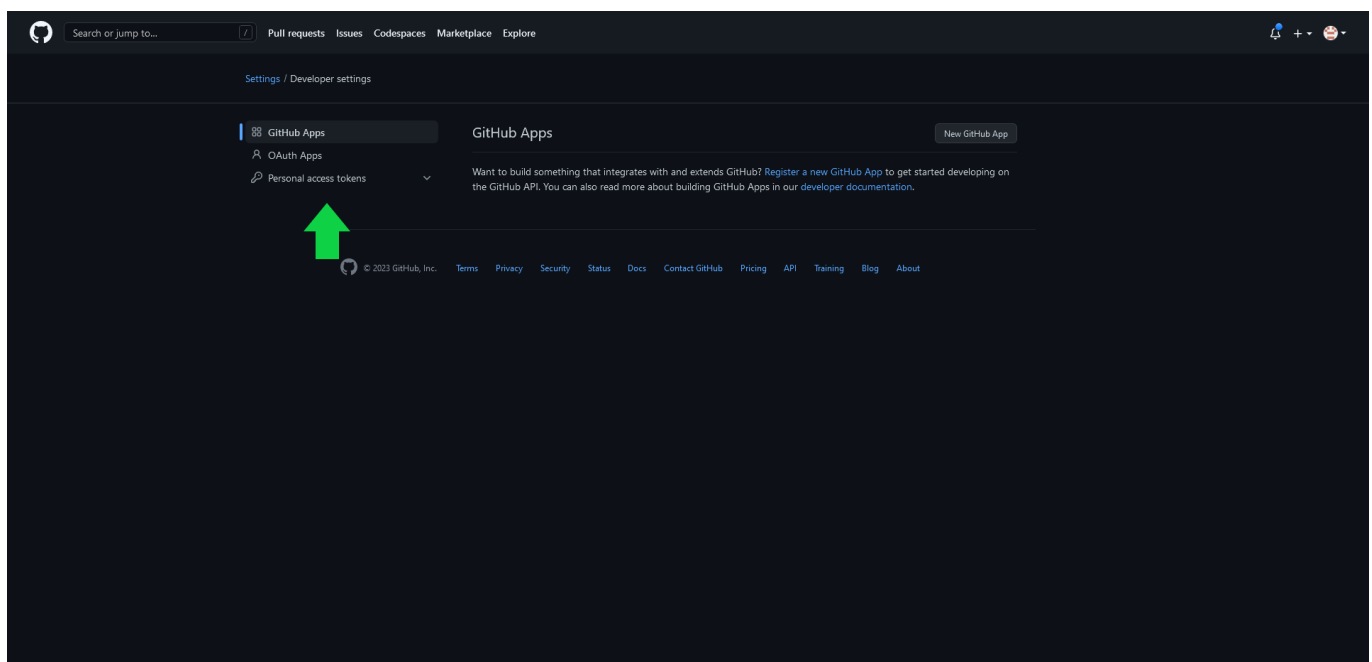 Search or jump to... / Pull requests Issues Codespaces Marketplace Explore
Settings / Developer settings
GitHub Apps
OAuth Apps
Personal access tokens
GitHub Apps New GitHub App
Want to build something that integrates with and extends GitHub? Register a new GitHub App to get started developing on
the GitHub API. You can also read more about building GitHub Apps in our developer documentation.
© 2023 GitHub, Inc. Terms Privacy Security Status Docs Contact GitHub Pricing API Training Blog About